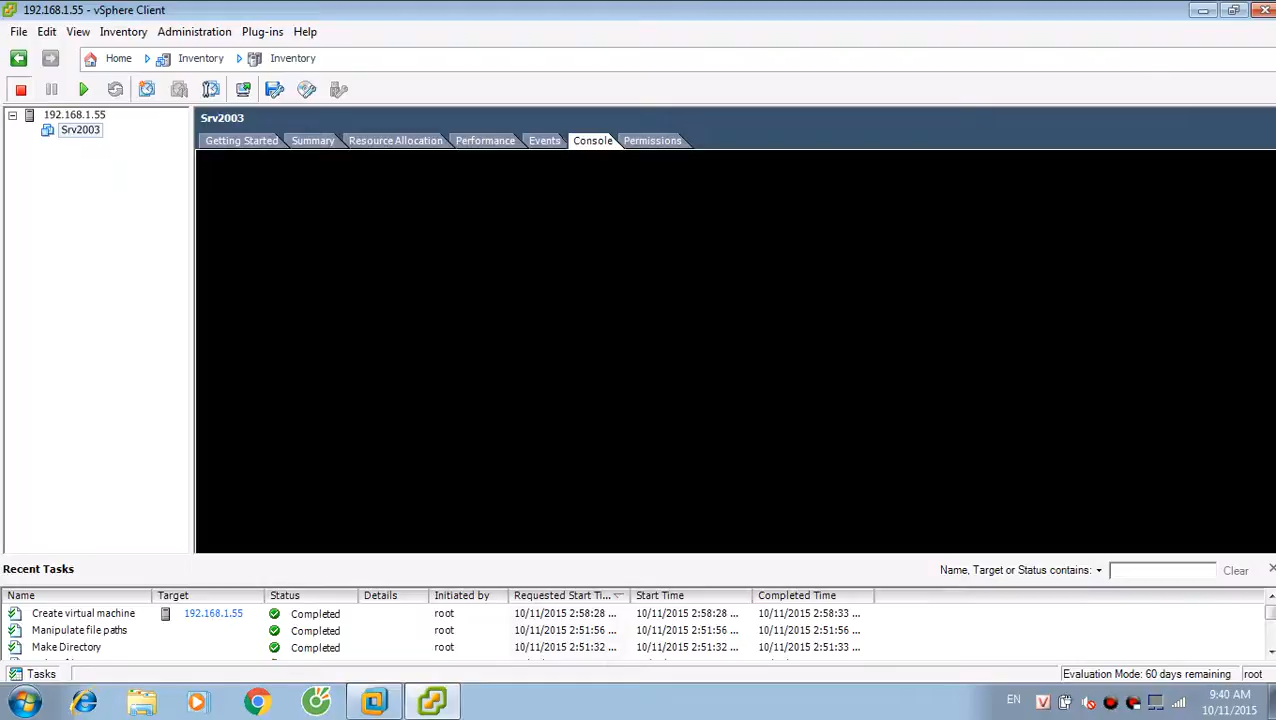 192.168.1.55 - vSphere Client
File Edit View Inventory Administration Plug-ins Help
Home Inventory Inventory
192.168.1.55
Srv2003
Srv2003
Getting Started Summary Resource Allocation Performance Events Console Permissions
Recent Tasks
Name, Target or Status contains: Clear
Name Target Status Details Initiated by Requested Start Ti... Start Time Completed Time
Create virtual machine 192.168.1.55 Completed root 10/11/2015 2:58:28 ... 10/11/2015 2:58:28 ... 10/11/2015 2:58:33 ...
Manipulate file paths Completed root 10/11/2015 2:51:56 ... 10/11/2015 2:51:56 ... 10/11/2015 2:51:56 ...
Make Directory Completed root 10/11/2015 2:51:32 ... 10/11/2015 2:51:32 ... 10/11/2015 2:51:33 ...
Tasks Evaluation Mode: 60 days remaining root
EN 9:40 AM
10/11/2015